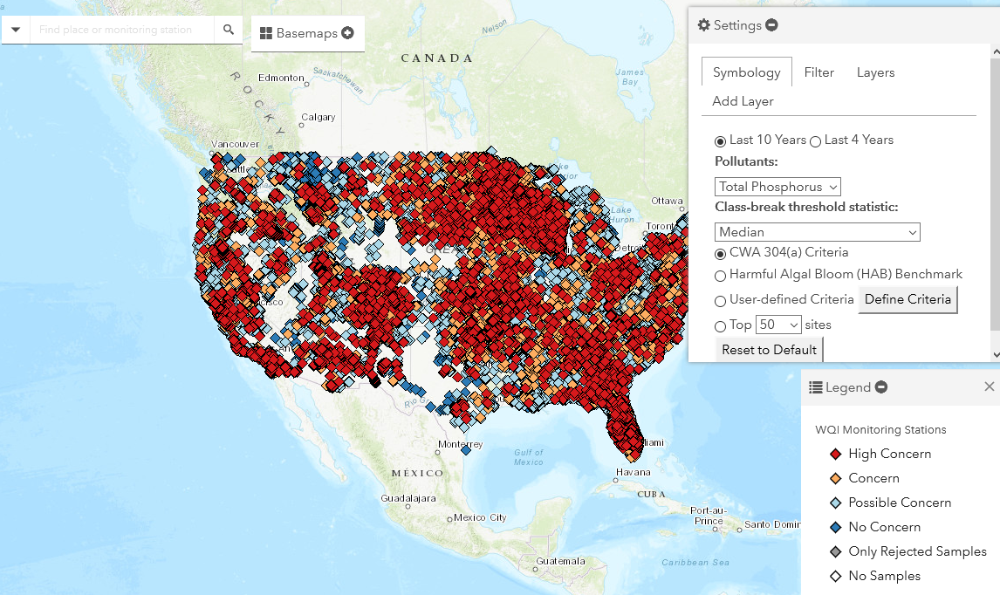 Find place or monitoring station
Basemaps
Settings
Symbology
Filter
Layers
Add Layer
Last 10 Years
Last 4 Years
Pollutants:
Total Phosphorus
Class-break threshold statistic:
Median
CWA 304(a) Criteria
Harmful Algal Bloom (HAB) Benchmark
User-defined Criteria
Define Criteria
Top 50 sites
Reset to Default
Legend
WQI Monitoring Stations
High Concern
Concern
Possible Concern
No Concern
Only Rejected Samples
No Samples
CANADA
Nelson
James
Bay
Edmonton
Saskatchewan
ROCKY
Calgary
Vancouver
Ottawa
Lake
Huron
Monterrey
Gulf of
Mexico
MÉXICO
Havana
CUBA
Guadalajara
Mexico City
Port-au-
Prince
Santo Domin
Guatemala
Caribbean Sea